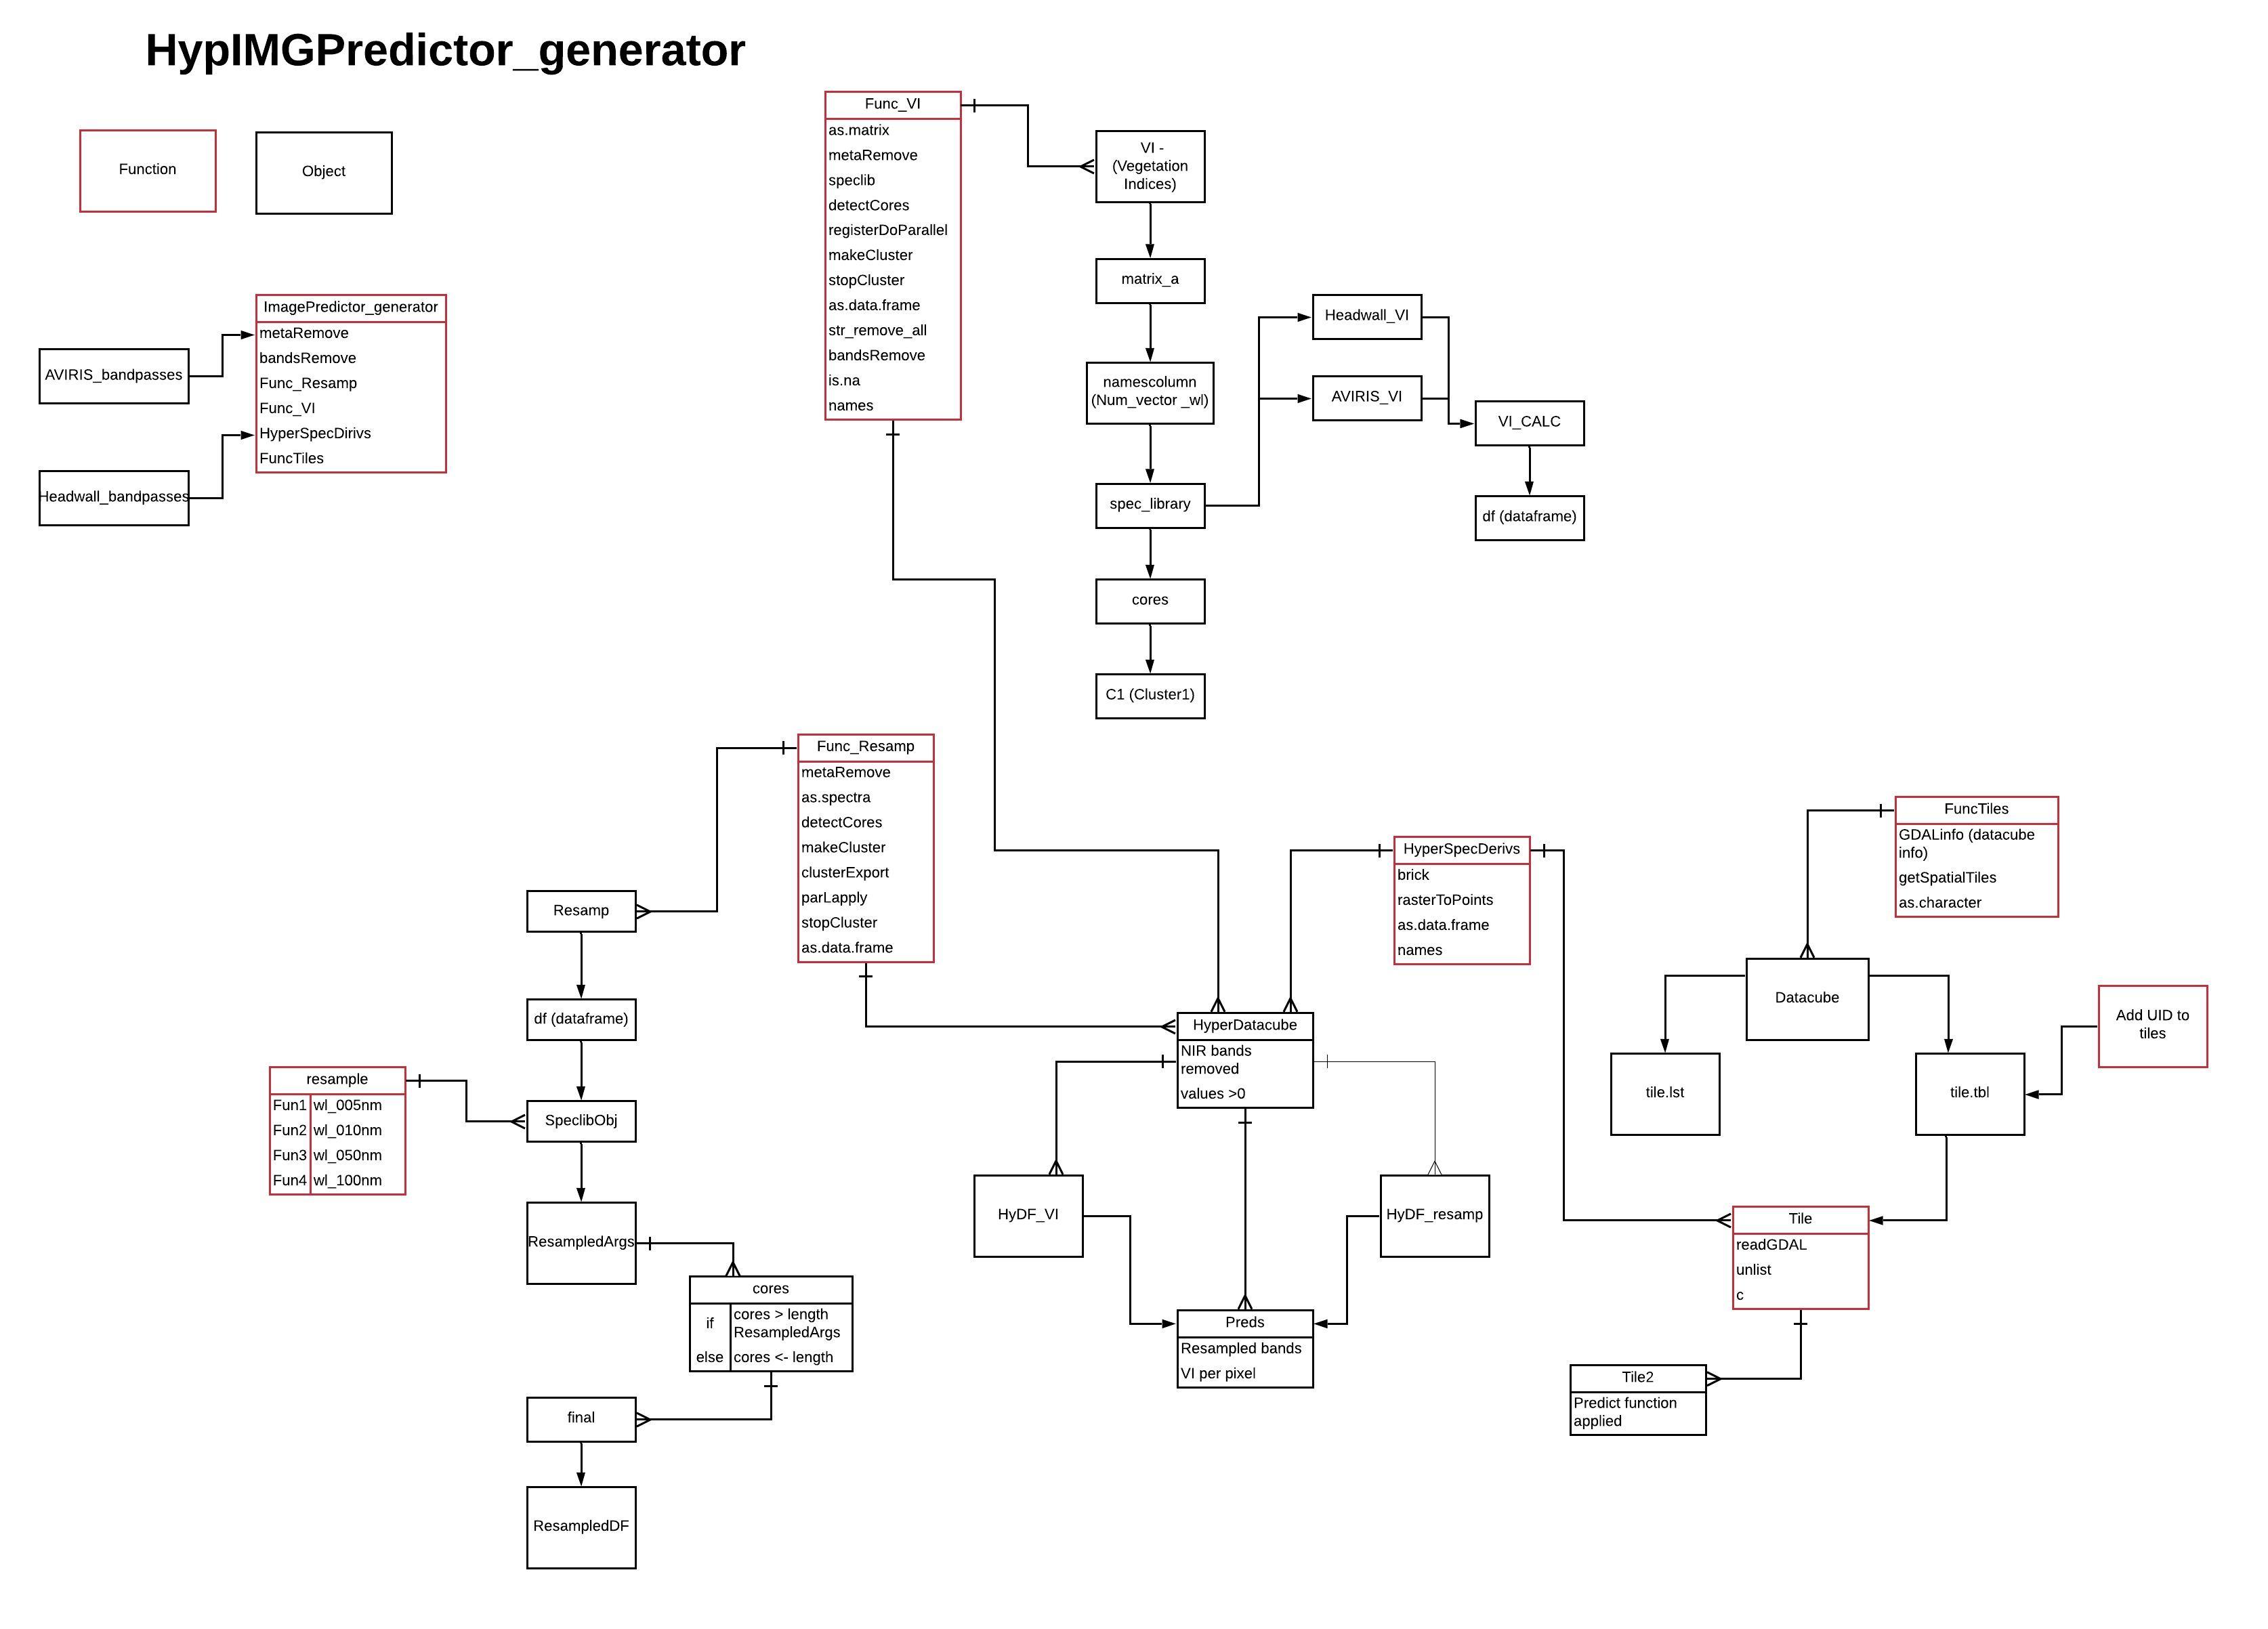 HypIMGPredictor_generator
Function
Object
AVIRIS_bandpasses
Headwall_bandpasses
ImagePredictor_generator
metaRemove
bandsRemove
Func_Resamp
Func_VI
HyperSpecDirivs
FuncTiles
Func_VI
as.matrix
metaRemove
speclib
detectCores
registerDoParallel
makeCluster
stopCluster
as.data.frame
str_remove_all
bandsRemove
is.na
names
VI -
(Vegetation
Indices)
matrix_a
namescolumn
(Num_vector _wl)
spec_library
cores
C1 (Cluster1)
Headwall_VI
AVIRIS_VI
VI_CALC
df (dataframe)
Func_Resamp
metaRemove
as.spectra
detectCores
makeCluster
clusterExport
parLapply
stopCluster
as.data.frame
Resamp
df (dataframe)
resample
Fun1 wl_005nm
Fun2 wl_010nm
Fun3 wl_050nm
Fun4 wl_100nm
SpeclibObj
ResampledArgs
cores
if
cores > length
ResampledArgs
else cores <- length
final
ResampledDF
HyperSpecDerivs
brick
rasterToPoints
as.data.frame
names
HyperDatacube
NIR bands
removed
values >0
HyDF_VI
HyDF_resamp
Preds
Resampled bands
VI per pixel
FuncTiles
GDALinfo (datacube
info)
getSpatialTiles
as.character
Datacube
tile.lst
tile.tbl
Add UID to
tiles
Tile
readGDAL
unlist
c
Tile2
Predict function
applied